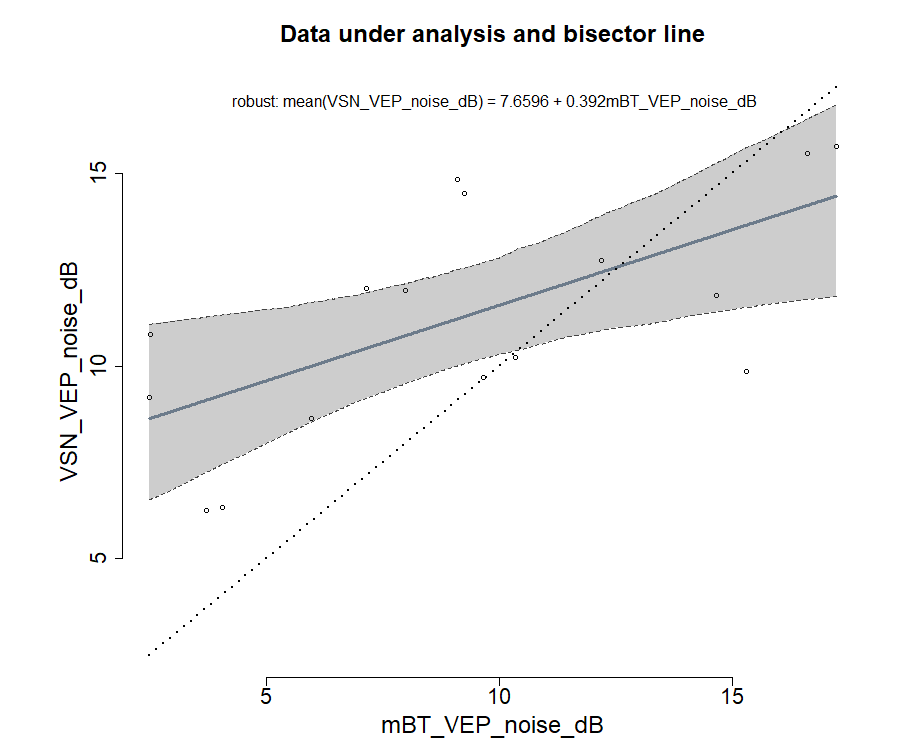 Data under analysis and bisector line
robust: mean(VSN_VEP_noise_dB) = 7.6596 + 0.392mBT_VEP_noise_dB
VSN_VEP_noise_dB
15
10
5
5 10 15
mBT_VEP_noise_dB